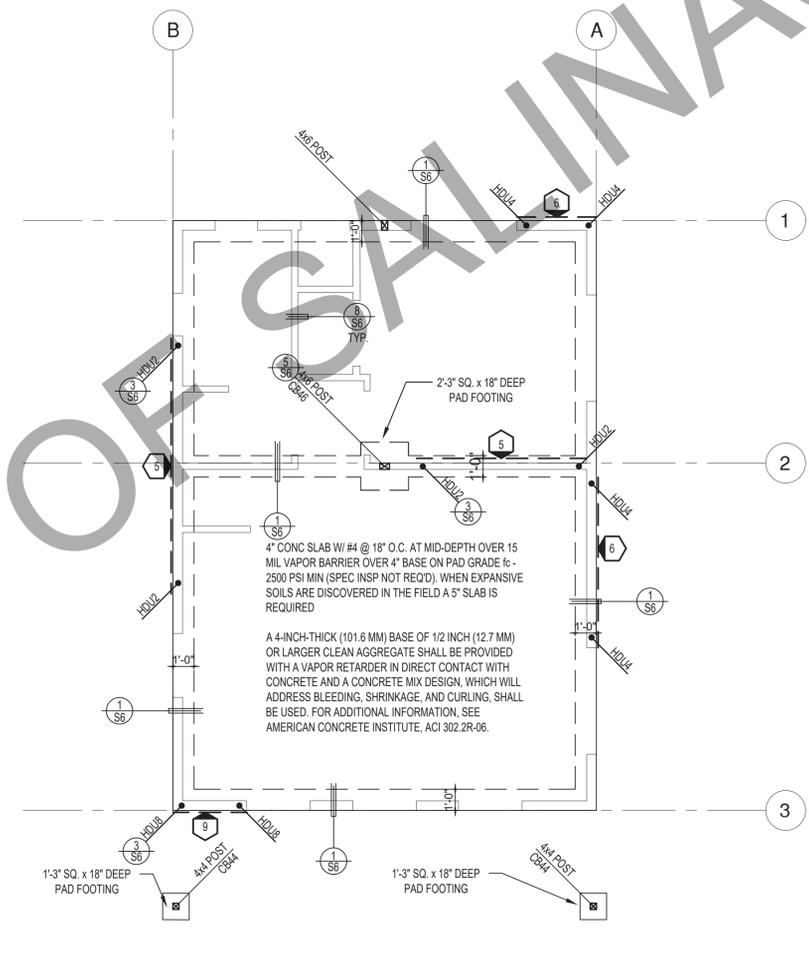 OF SALINA
B
A
4x6 POST
1
S6
HDU4
6
HDU4
1
1'-0"
8
S6
TYP.
HDU2
3
S6
5
S6
4x6 POST
CB46
2'-3" SQ. x 18" DEEP
PAD FOOTING
5
HDU2
5
1'-0"
2
HDU2
3
S6
HDU4
1
S6
6
4" CONC SLAB W/ #4 @ 18" O.C. AT MID-DEPTH OVER 15
MIL VAPOR BARRIER OVER 4" BASE ON PAD GRADE fc -
2500 PSI MIN (SPEC INSP NOT REQ'D). WHEN EXPANSIVE
SOILS ARE DISCOVERED IN THE FIELD A 5" SLAB IS
REQUIRED
HDU2
1
S6
1'-0"
A 4-INCH-THICK (101.6 MM) BASE OF 1/2 INCH (12.7 MM)
OR LARGER CLEAN AGGREGATE SHALL BE PROVIDED
WITH A VAPOR RETARDER IN DIRECT CONTACT WITH
CONCRETE AND A CONCRETE MIX DESIGN, WHICH WILL
ADDRESS BLEEDING, SHRINKAGE, AND CURLING, SHALL
BE USED. FOR ADDITIONAL INFORMATION, SEE
AMERICAN CONCRETE INSTITUTE, ACI 302.2R-06.
1'-0"
HDU4
1
S6
1'-0"
3
HDU8
9
HDU8
3
S6
1
S6
1'-3" SQ. x 18" DEEP
PAD FOOTING
4x4 POST
CB44
1'-3" SQ. x 18" DEEP
PAD FOOTING
4x4 POST
CB44